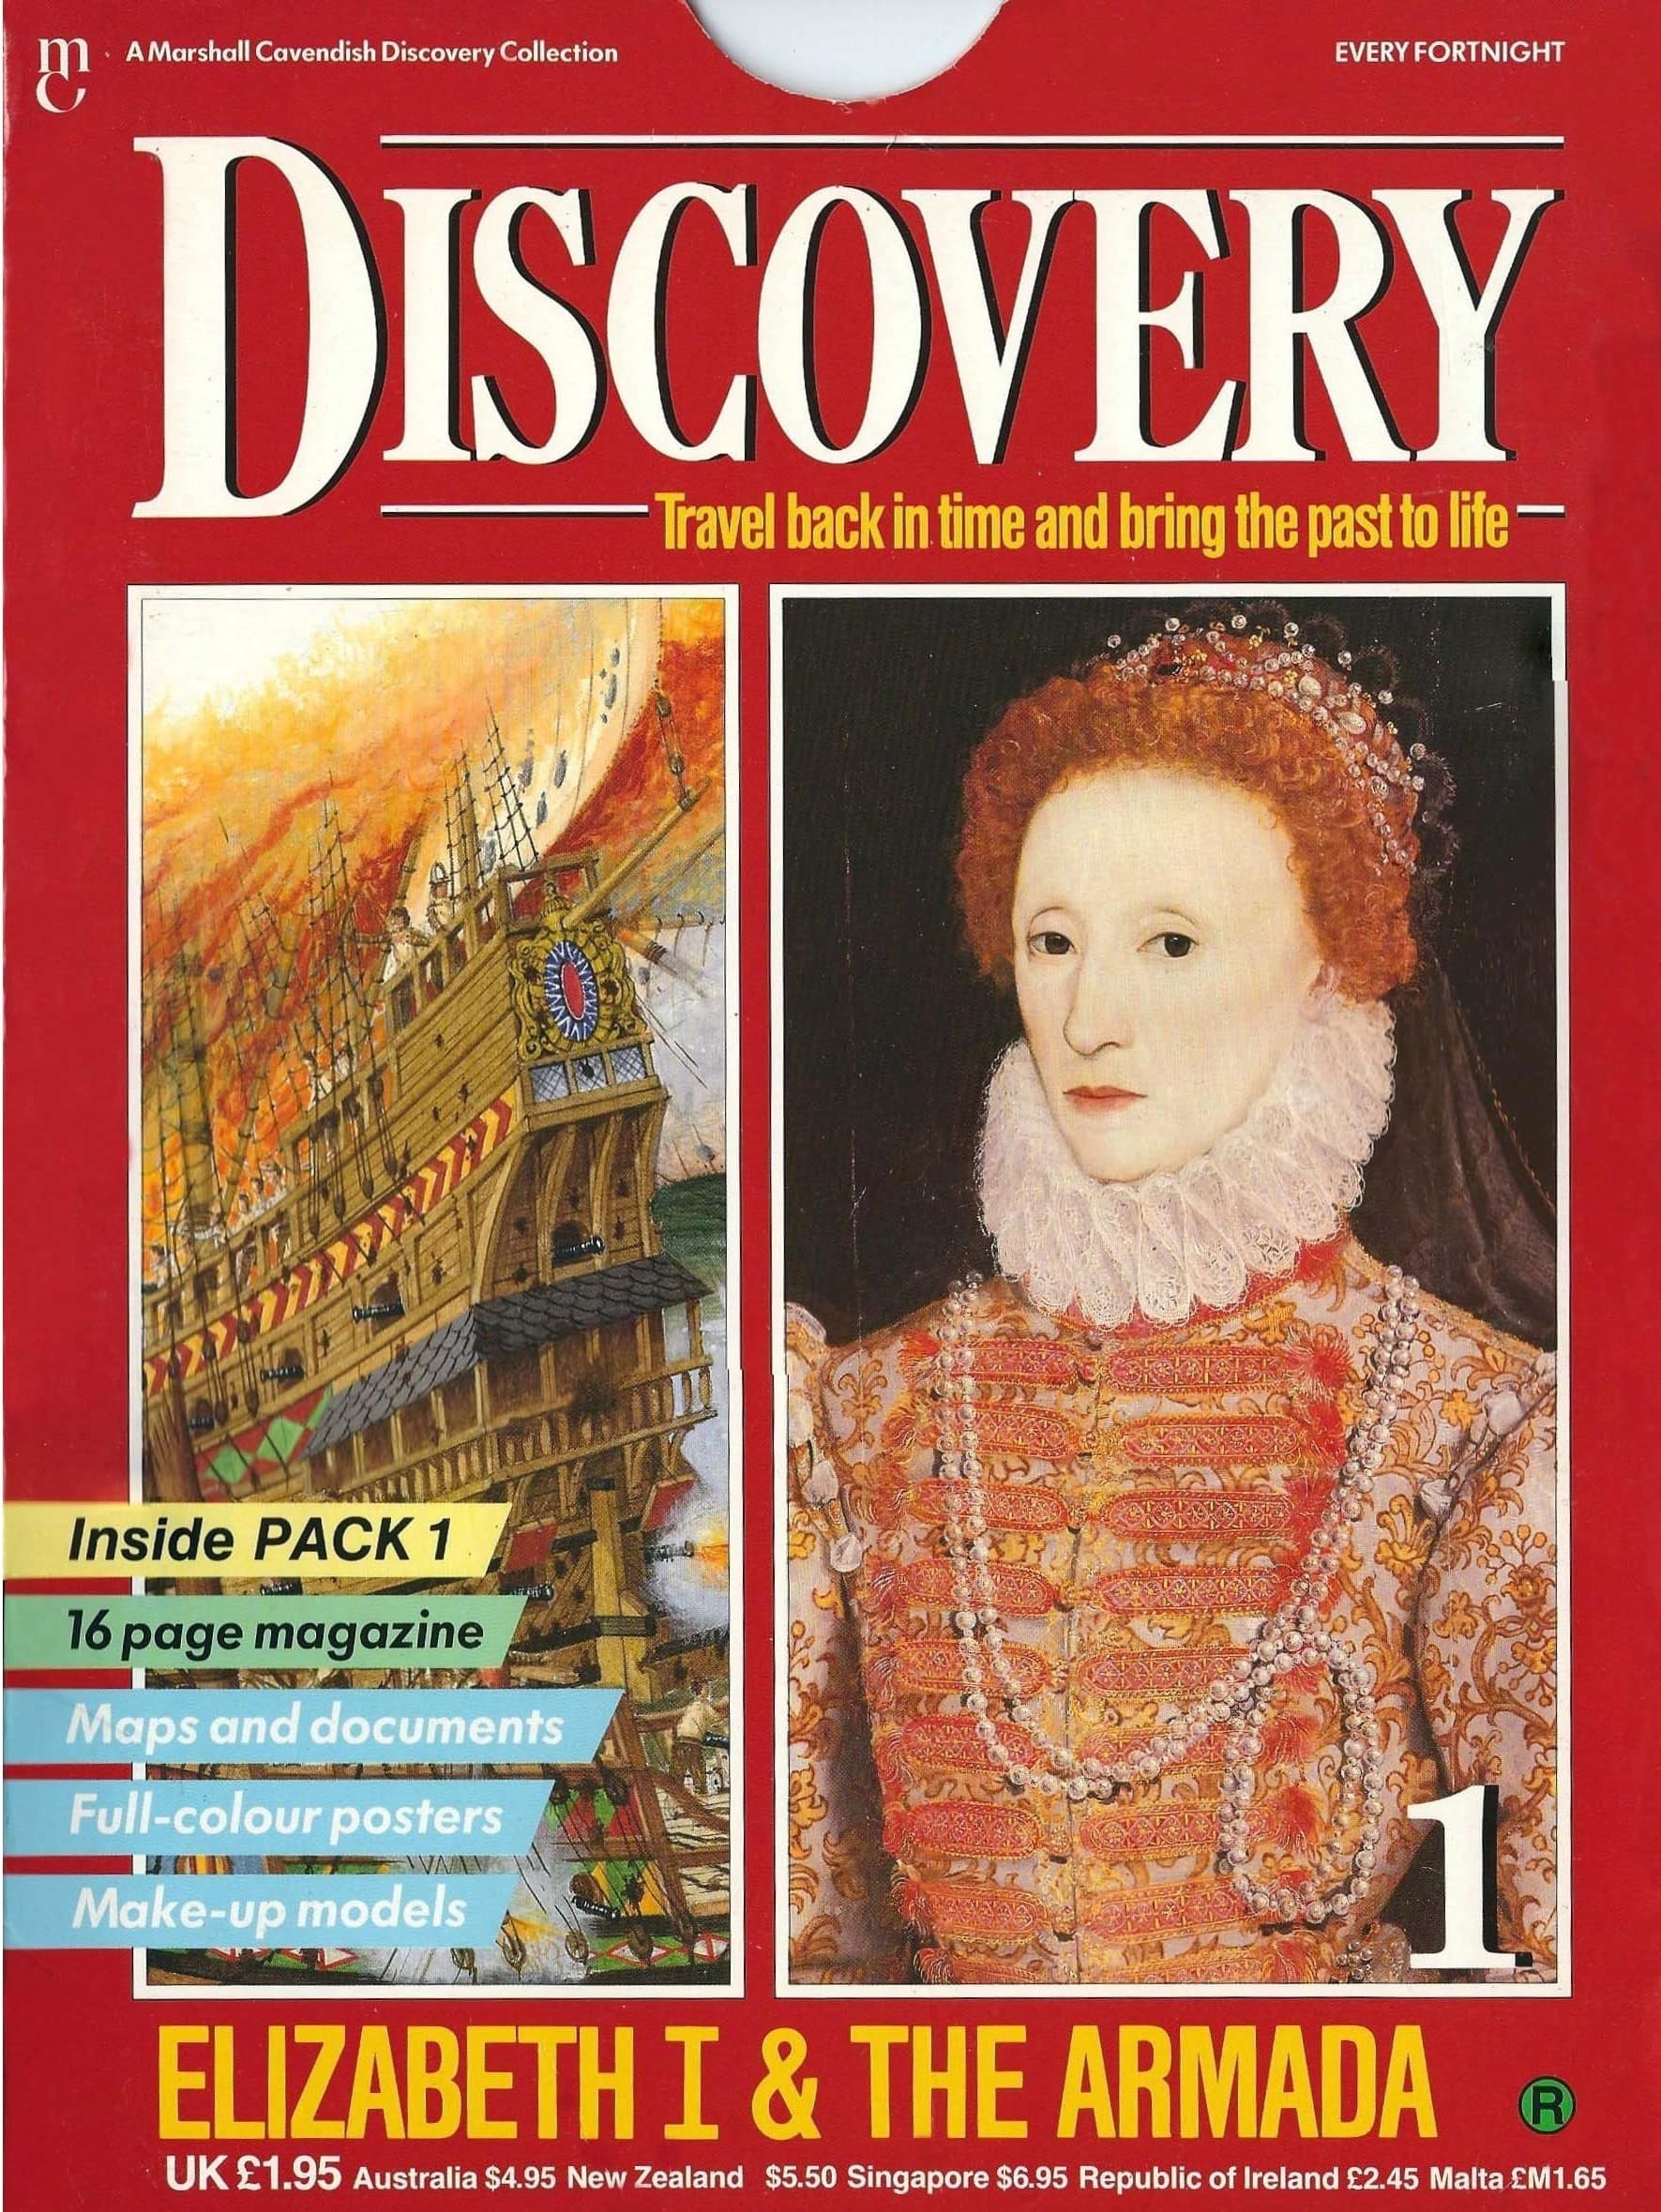 mc
A Marshall Cavendish Discovery Collection
EVERY FORTNIGHT
DISCOVERY
Travel back in time and bring the past to life
Inside PACK 1
16 page magazine
Maps and documents
Full-colour posters
Make-up models
1
ELIZABETH I & THE ARMADA
R
UK £1.95 Australia $4.95 New Zealand $5.50 Singapore $6.95 Republic of Ireland £2.45 Malta £M1.65